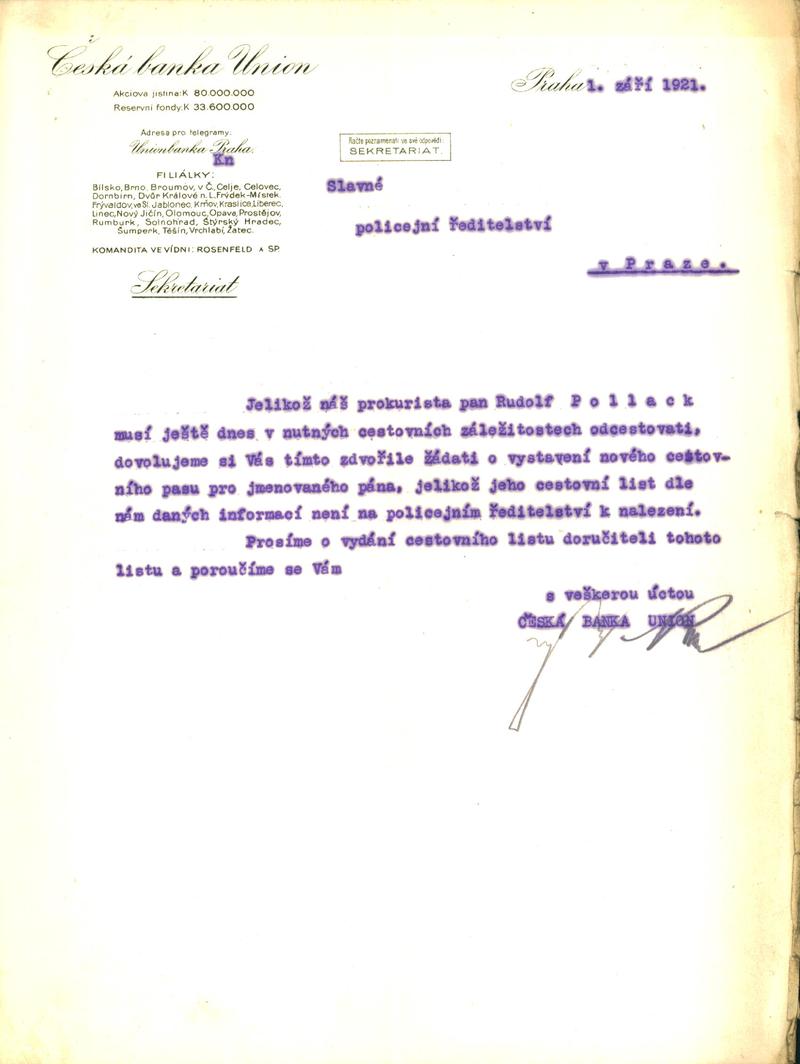 Česká banka Union
Akciova jistina: K 80.000.000
Reservní fondy: K 33.600.000
Adresa pro telegramy:
Unionbanka-Praha.
Kn
FILIÁLKY:
Bílsko, Brno, Broumov, v Č., Celje, Celovec,
Dornbirn, Dvůr Králové n. L. Frýdek-Místek.
Frývaldov, ve Sl. Jablonec, Krňov, Kraslice, Liberec,
Linec, Nový Jičín, Olomouc, Opava, Prostějov,
Rumburk, Solnohrad, Štýrský Hradec,
Šumperk, Těšín, Vrchlabí, Žatec.
KOMANDITA VE VÍDNI: ROSENFELD A SP.
Sekretariat
Praha 1. září 1921.
Račte poznamenati ve své odpovědi:
SEKRETARIAT.
Slavné
policejní ředitelství
v Praze.
Jelikož náš prokurista pan Rudolf Pollack
musí ještě dnes v nutných cestovních záležitostech odcestovati,
dovolujeme si Vás tímto zdvořile žádati o vystavení nového cestov-
ního pasu pro jmenovaného pána, jelikož jeho cestovní list dle
nám daných informací není na policejním ředitelství k nalezení.
Prosíme o vydání cestovního listu doručiteli tohoto
listu a poroučíme se Vám
s veškerou úctou
ČESKÁ BANKA UNION